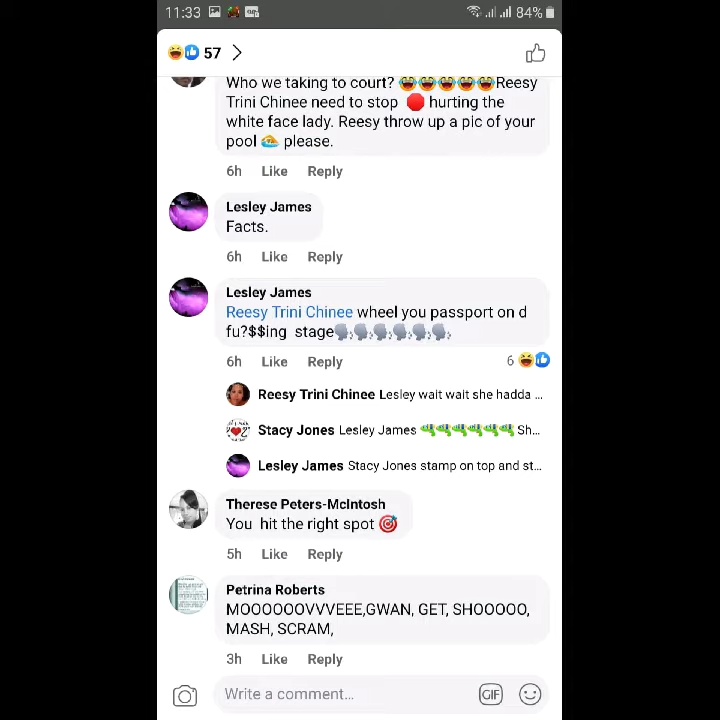 11:33
84%
57
Who we taking to court? 😂😂😂😂😂Reesy
Trini Chinee need to stop 🛑 hurting the
white face lady. Reesy throw up a pic of your
pool 🏊 please.
6h Like Reply
Lesley James
Facts.
6h Like Reply
Lesley James
Reesy Trini Chinee wheel you passport on d
fu?$$ing stage🗣🗣🗣🗣🗣🗣
6h Like Reply 6
Reesy Trini Chinee Lesley wait wait she hadda ...
Stacy Jones Lesley James 🔫🔫🔫🔫🔫🔫 Sh...
Lesley James Stacy Jones stamp on top and st...
Therese Peters-McIntosh
You hit the right spot 🎯
5h Like Reply
Petrina Roberts
MOOOOOOVVVEEE,GWAN, GET, SHOOOOO,
MASH, SCRAM,
3h Like Reply
Write a comment...
GIF